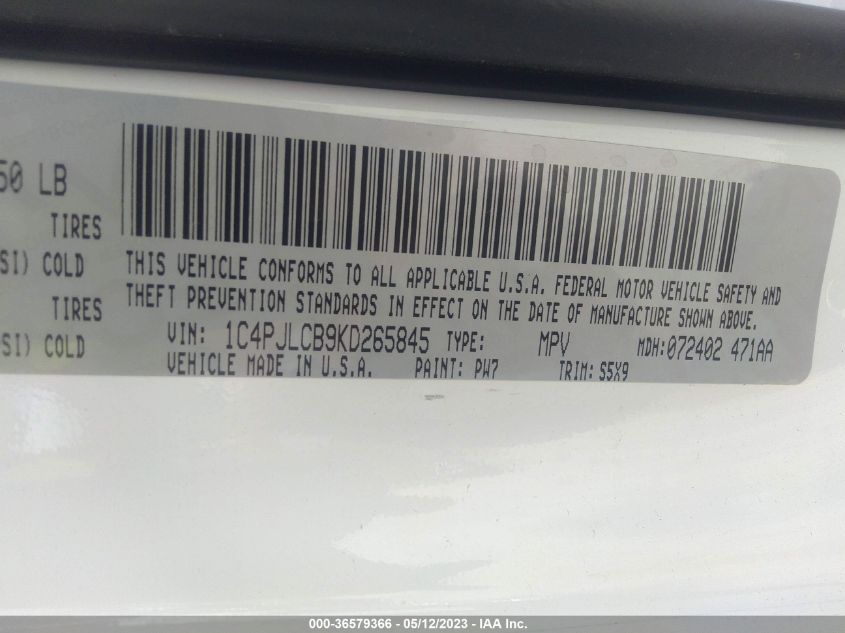 50 LB
TIRES
SI) COLD
TIRES
SI) COLD
THIS VEHICLE CONFORMS TO ALL APPLICABLE U.S.A. FEDERAL MOTOR VEHICLE SAFETY AND
THEFT PREVENTION STANDARDS IN EFFECT ON THE DATE OF MANUFACTURE SHOWN ABOVE.
VIN: 1C4PJLCB9KD265845 TYPE: MPV MDH:072402 471AA
VEHICLE MADE IN U.S.A. PAINT: PW7 TRIM: S5X9
000-36579366 - 05/12/2023 - IAA Inc.